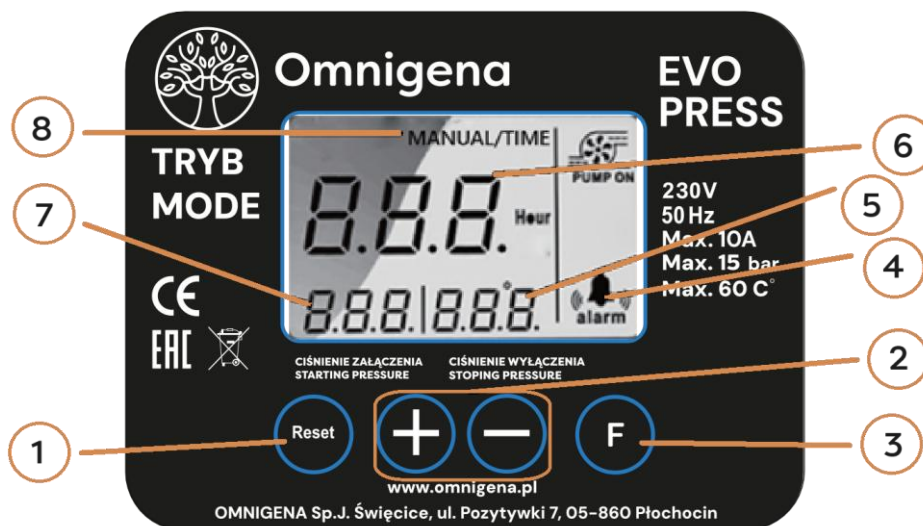 Omnigena
EVO
PRESS
8
MANUAL/TIME
6
TRYB
MODE
PUMP ON
8.8.8.
Hour
230V
50 Hz
Max. 10A
Max. 15 bar
Max. 60 C°
5
7
4
8.8.8.
8.8.°8.
alarm
CE
EAC
CIŚNIENIE ZAŁĄCZENIA
STARTING PRESSURE
CIŚNIENIE WYŁĄCZENIA
STOPING PRESSURE
2
1
Reset
+
−
F
3
www.omnigena.pl
OMNIGENA Sp.J. Święcice, ul. Pozytywki 7, 05-860 Płochocin